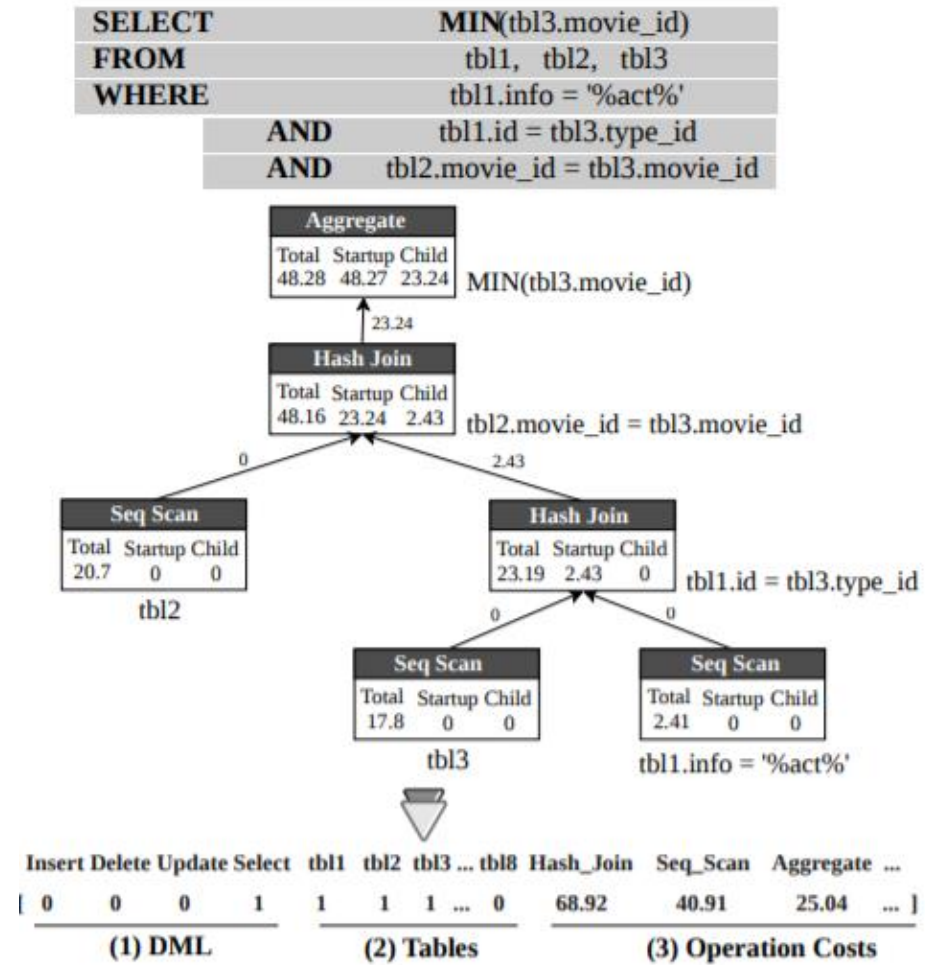 SELECT MIN(tbl3.movie_id)
FROM tbl1, tbl2, tbl3
WHERE tbl1.info = '%act%'
AND tbl1.id = tbl3.type_id
AND tbl2.movie_id = tbl3.movie_id
Aggregate
Total Startup Child
48.28 48.27 23.24
MIN(tbl3.movie_id)
23.24
Hash Join
Total Startup Child
48.16 23.24 2.43
tbl2.movie_id = tbl3.movie_id
0 2.43
Seq Scan
Total Startup Child
20.7 0 0
tbl2
Hash Join
Total Startup Child
23.19 2.43 0
tbl1.id = tbl3.type_id
0 0
Seq Scan
Total Startup Child
17.8 0 0
tbl3
Seq Scan
Total Startup Child
2.41 0 0
tbl1.info = '%act%'
Insert Delete Update Select tbl1 tbl2 tbl3 ... tbl8 Hash_Join Seq_Scan Aggregate ...
[ 0 0 0 1 1 1 1 ... 0 68.92 40.91 25.04 ... ]
(1) DML (2) Tables (3) Operation Costs